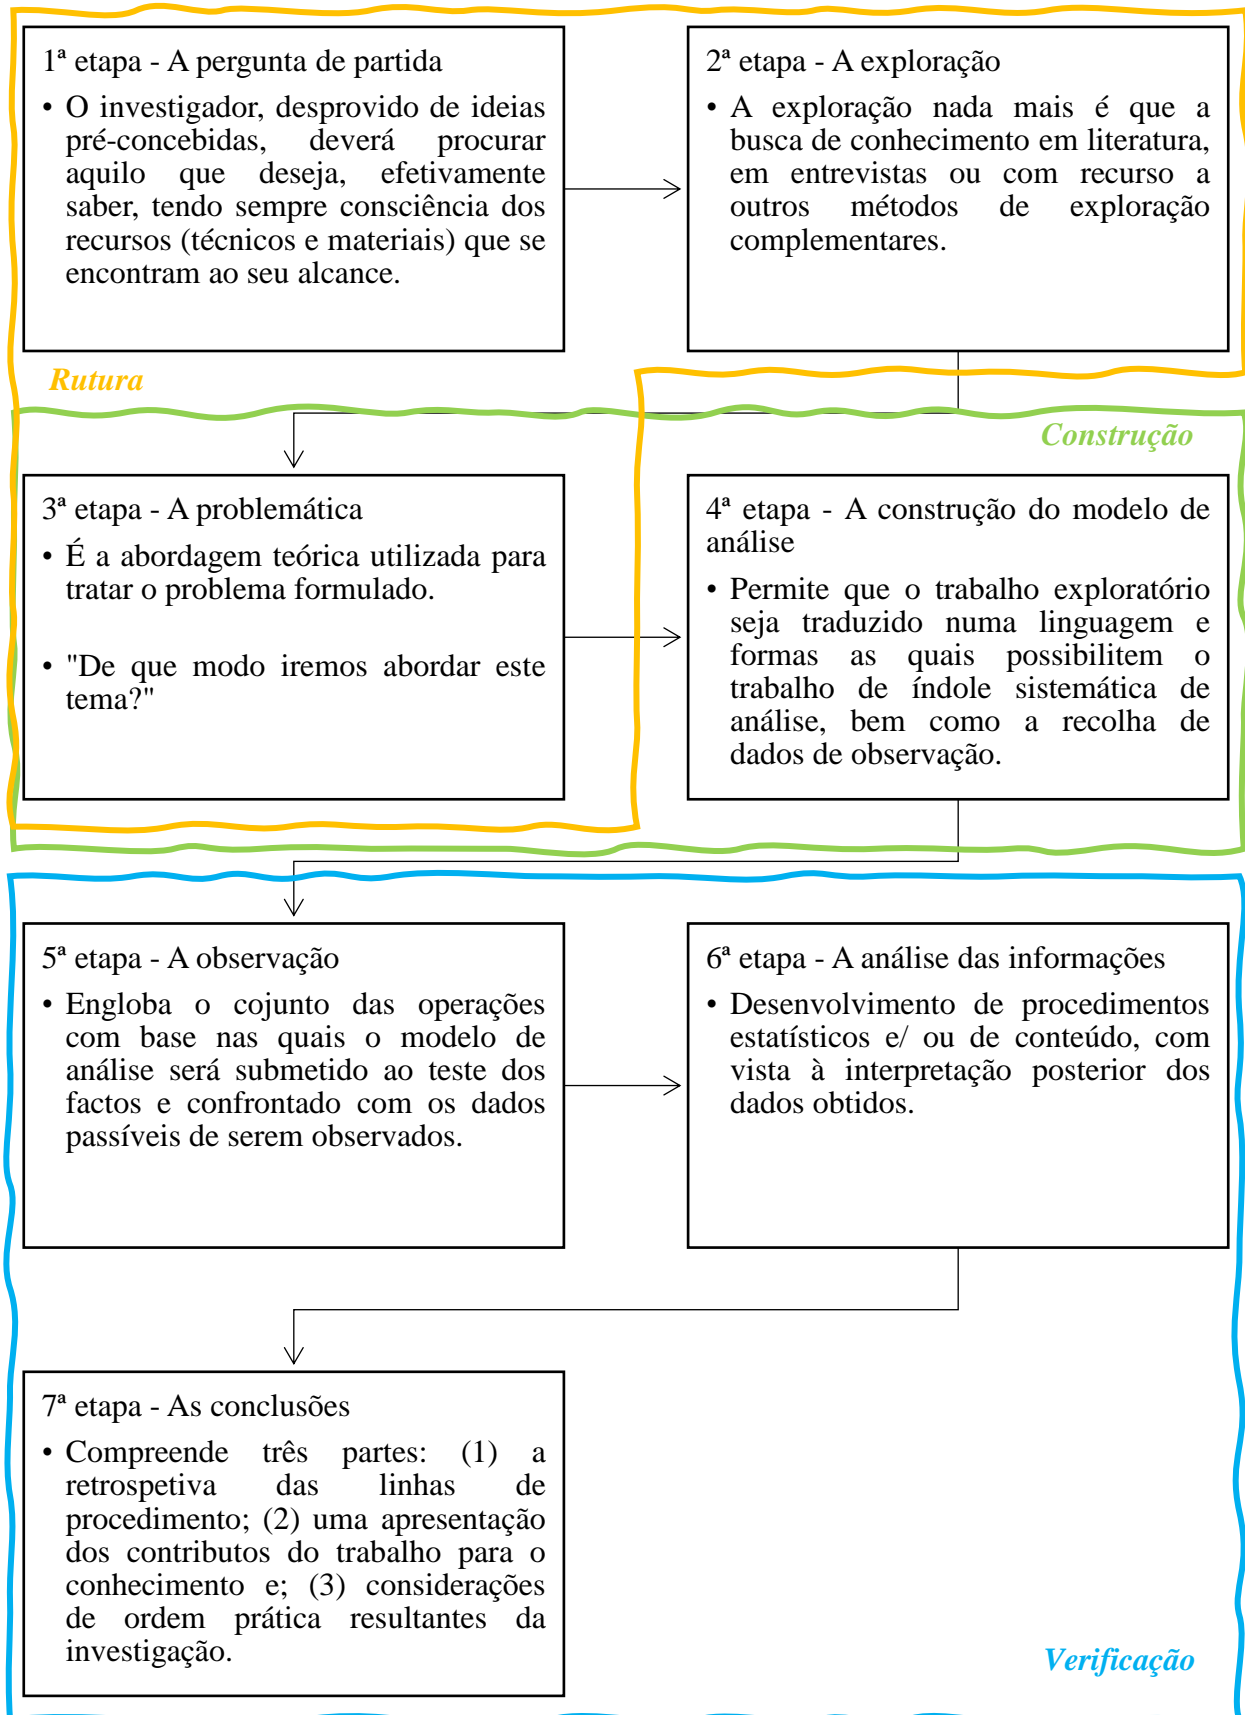 1ª etapa - A pergunta de partida
• O investigador, desprovido de ideias
pré-concebidas, deverá procurar
aquilo que deseja, efetivamente
saber, tendo sempre consciência dos
recursos (técnicos e materiais) que se
encontram ao seu alcance.
2ª etapa - A exploração
• A exploração nada mais é que a
busca de conhecimento em literatura,
em entrevistas ou com recurso a
outros métodos de exploração
complementares.
Rutura
Construção
3ª etapa - A problemática
• É a abordagem teórica utilizada para
tratar o problema formulado.
• "De que modo iremos abordar este
tema?"
4ª etapa - A construção do modelo de
análise
• Permite que o trabalho exploratório
seja traduzido numa linguagem e
formas as quais possibilitem o
trabalho de índole sistemática de
análise, bem como a recolha de
dados de observação.
5ª etapa - A observação
• Engloba o cojunto das operações
com base nas quais o modelo de
análise será submetido ao teste dos
factos e confrontado com os dados
passíveis de serem observados.
6ª etapa - A análise das informações
• Desenvolvimento de procedimentos
estatísticos e/ ou de conteúdo, com
vista à interpretação posterior dos
dados obtidos.
7ª etapa - As conclusões
• Compreende três partes: (1) a
retrospetiva das linhas de
procedimento; (2) uma apresentação
dos contributos do trabalho para o
conhecimento e; (3) considerações
de ordem prática resultantes da
investigação.
Verificação